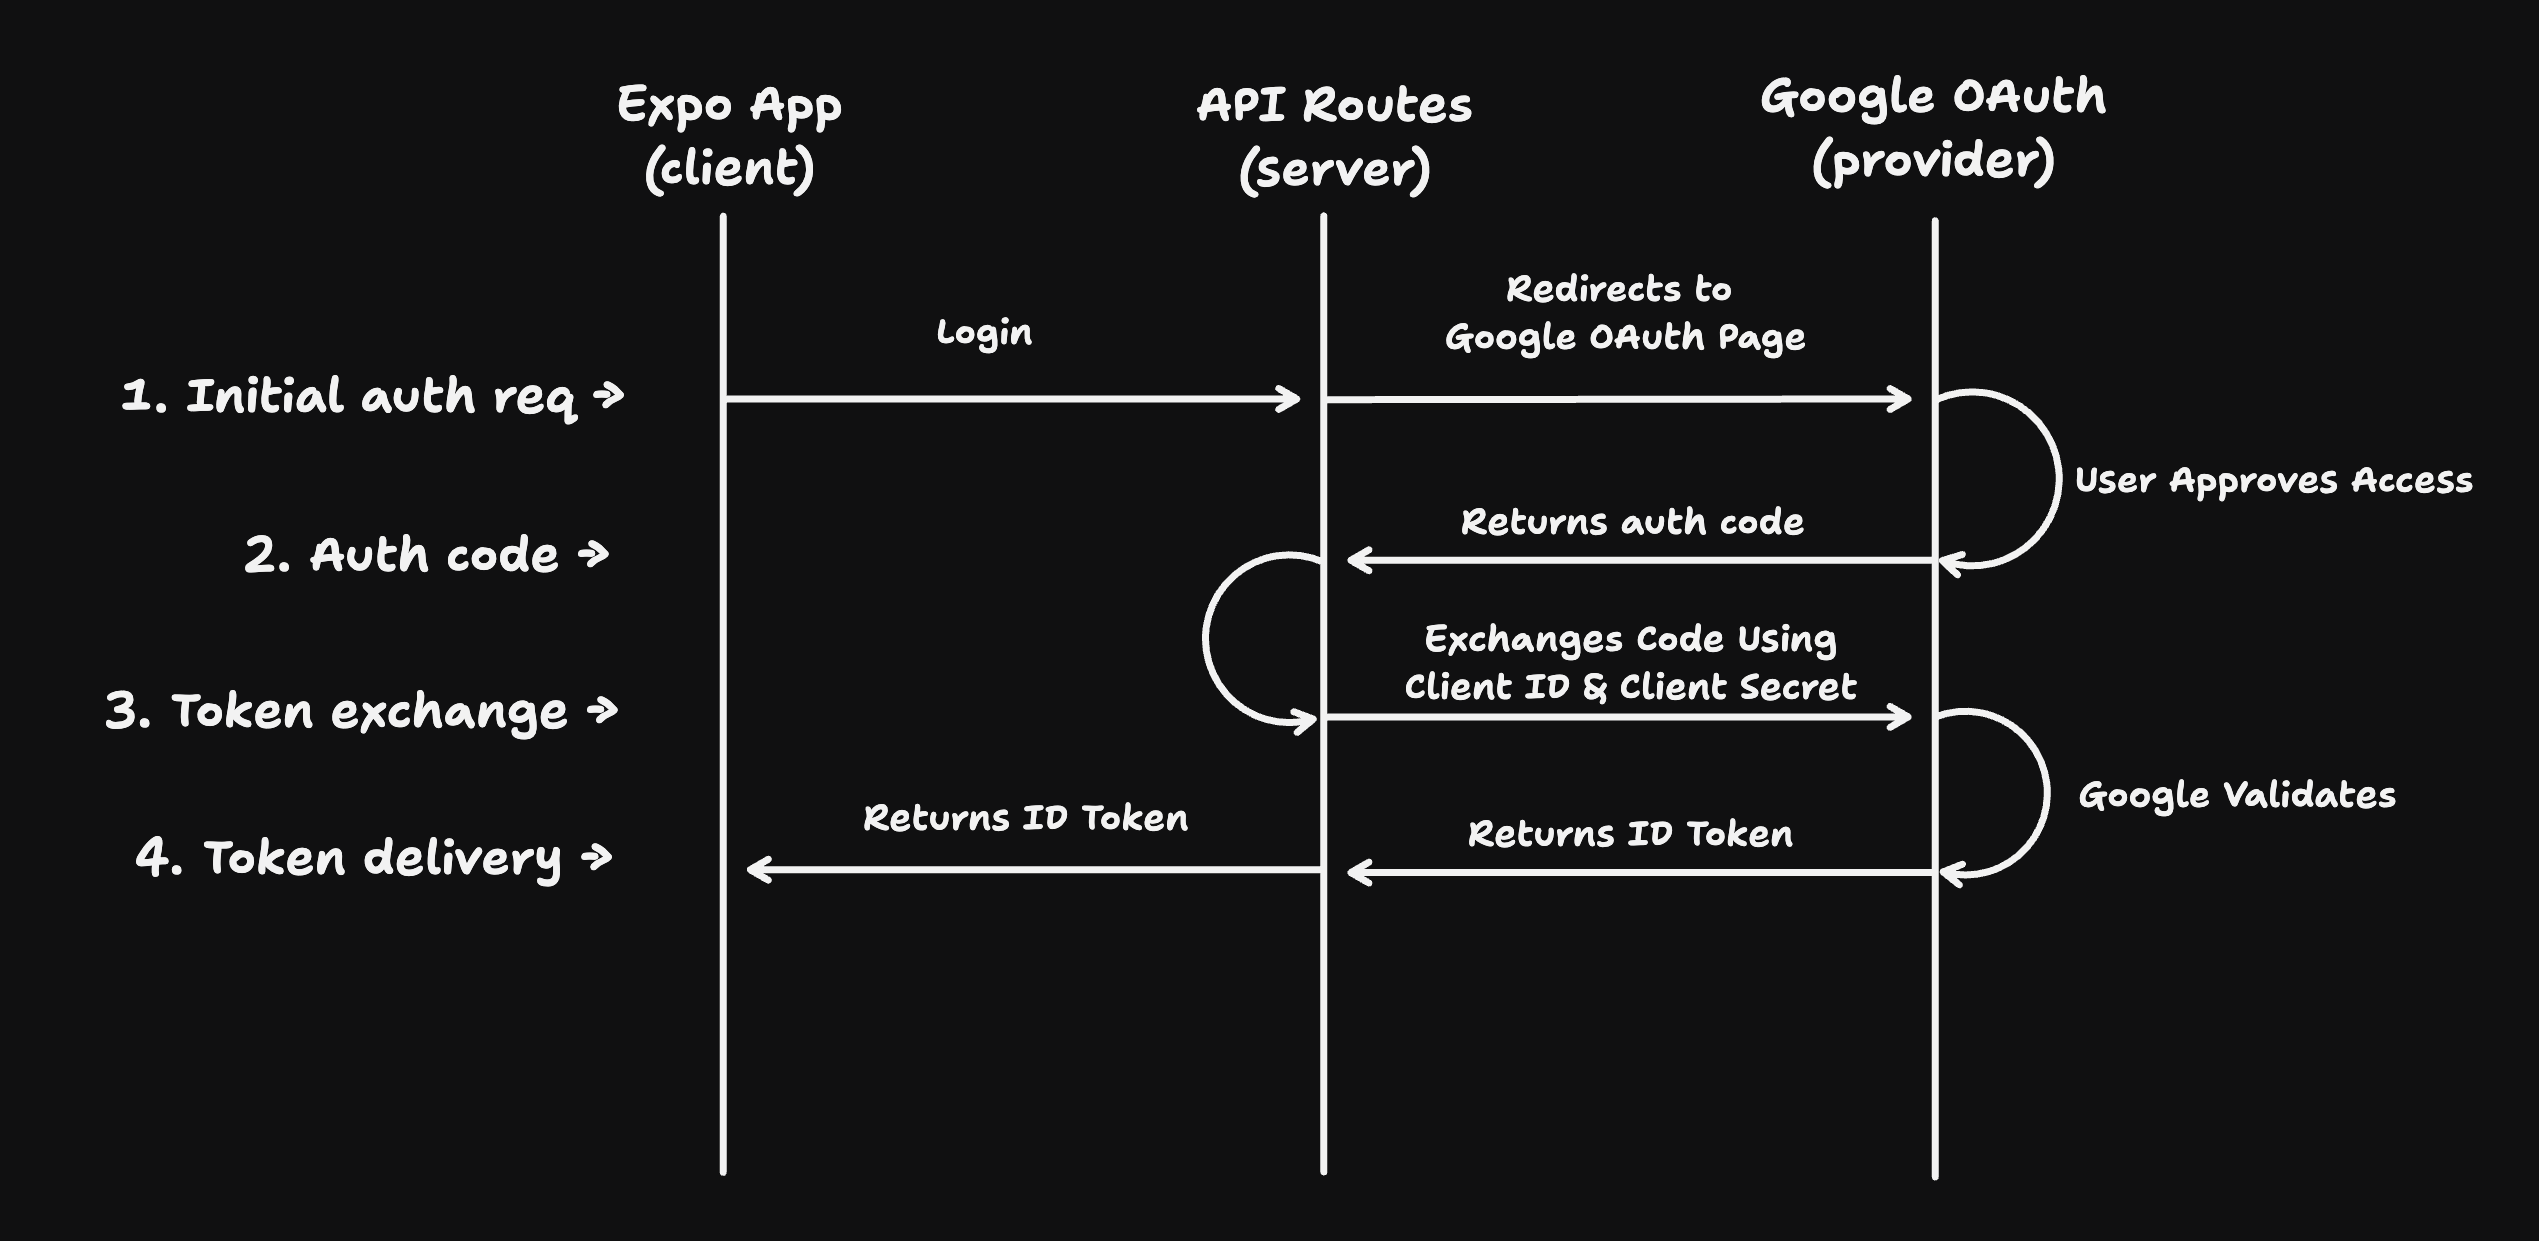 Expo App
(client)
API Routes
(server)
Google OAuth
(provider)
Login
Redirects to
Google OAuth Page
1. Initial auth req →
User Approves Access
Returns auth code
2. Auth code →
Exchanges Code Using
Client ID & Client Secret
3. Token exchange →
Google Validates
Returns ID Token
Returns ID Token
4. Token delivery →